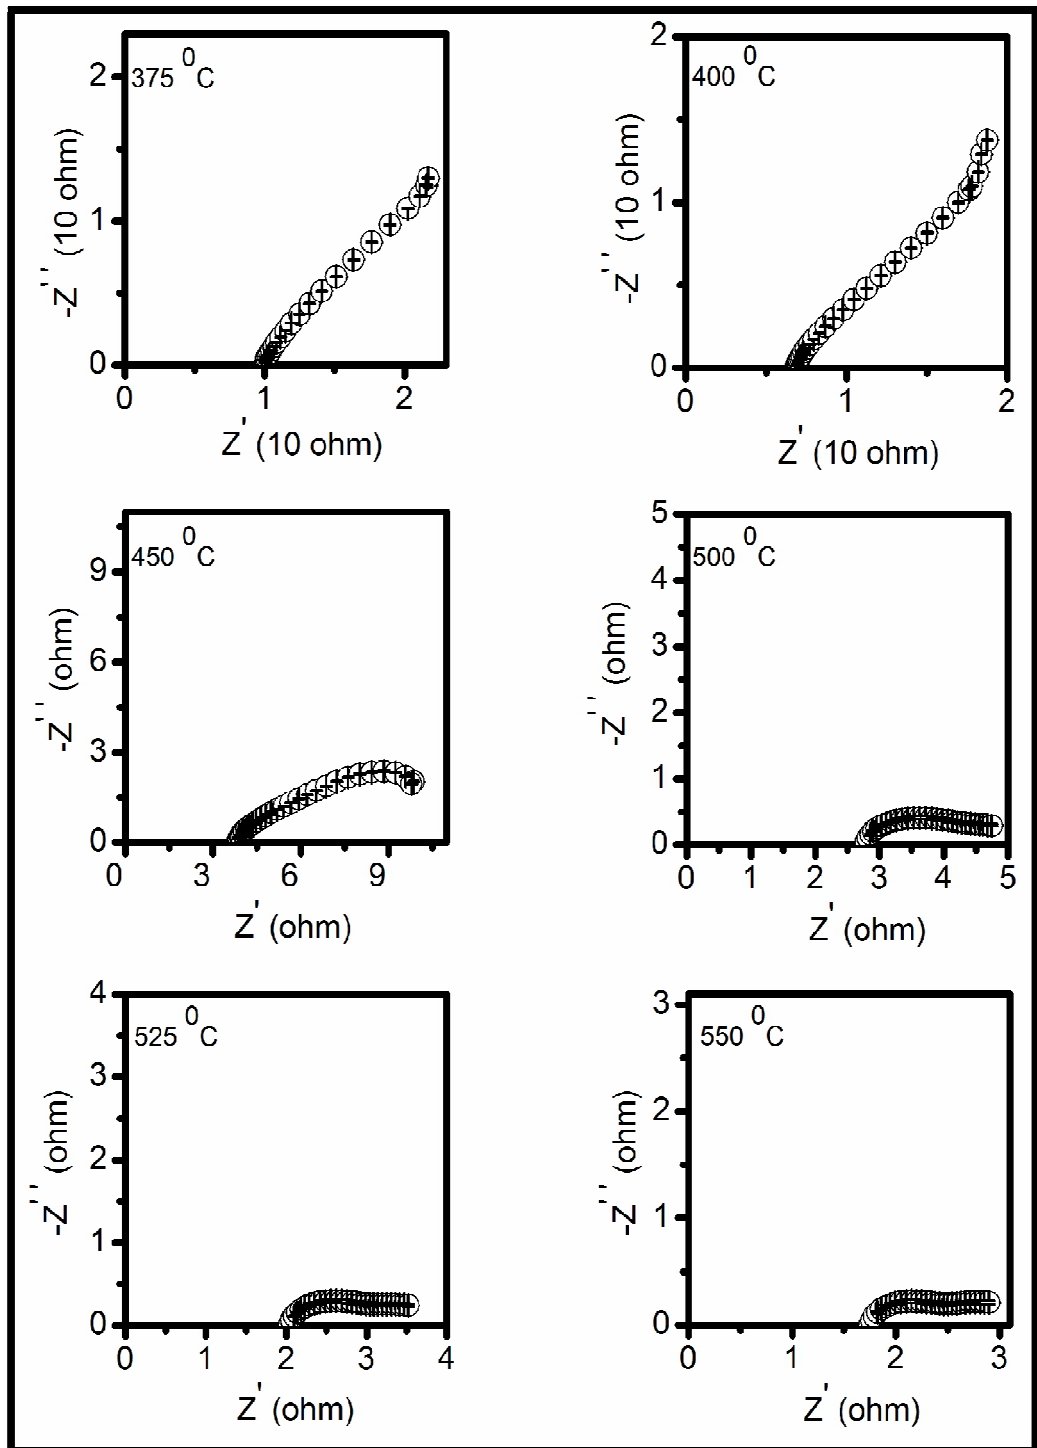 375 ⁰C
-Z'' (10 ohm)
2
1
0
0 1 2
Z' (10 ohm)
400 ⁰C
-Z'' (10 ohm)
2
1
0
0 1 2
Z' (10 ohm)
450 ⁰C
-Z'' (ohm)
9
6
3
0
0 3 6 9
Z' (ohm)
500 ⁰C
-Z'' (ohm)
5
4
3
2
1
0
0 1 2 3 4 5
Z' (ohm)
525 ⁰C
-Z'' (ohm)
4
3
2
1
0
0 1 2 3 4
Z' (ohm)
550 ⁰C
-Z'' (ohm)
3
2
1
0
0 1 2 3
Z' (ohm)